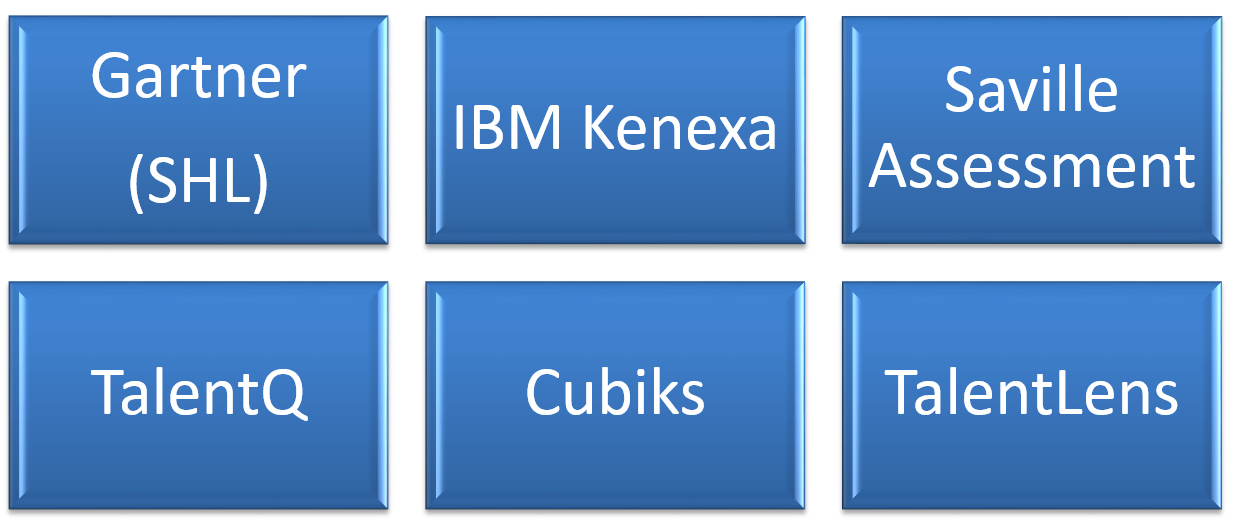 Gartner
(SHL)
IBM Kenexa
Saville
Assessment
TalentQ
Cubiks
TalentLens